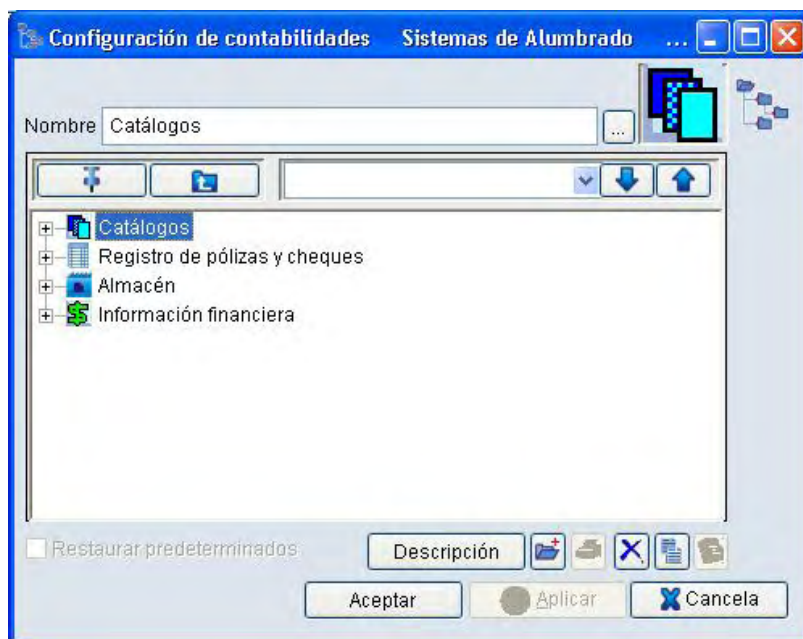 Configuración de contabilidades Sistemas de Alumbrado ...
Nombre Catálogos ...
Catálogos
Registro de pólizas y cheques
Almacén
Información financiera
Restaurar predeterminados Descripción
Aceptar Aplicar Cancela